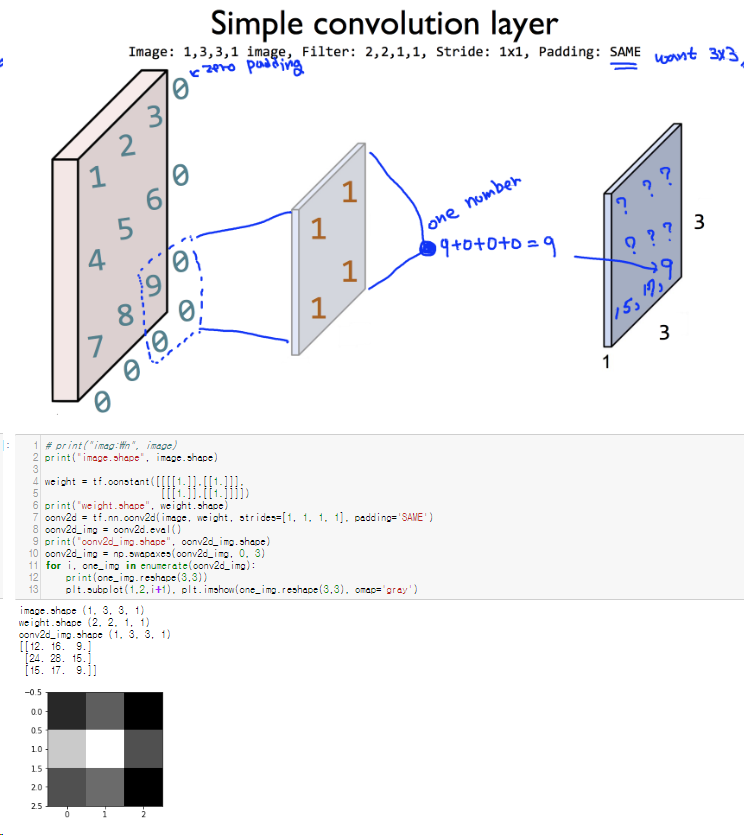 Simple convolution layer
Image: 1,3,3,1 image, Filter: 2,2,1,1, Stride: 1x1, Padding: SAME
want 3x3,
zero padding
0
3
2
1
0
6
5
4
0
9
8
7
0
0
0
0
1
1
1
1
one number
9+0+0+0=9
? ? ?
? ? ?
15, 17, 9
3
3
1
1 # print("imag:₩n", image)
2 print("image.shape", image.shape)
3
4 weight = tf.constant([[[[1.]],[[1.]]],
5 [[[1.]],[[1.]]]])
6 print("weight.shape", weight.shape)
7 conv2d = tf.nn.conv2d(image, weight, strides=[1, 1, 1, 1], padding='SAME')
8 conv2d_img = conv2d.eval()
9 print("conv2d_img.shape", conv2d_img.shape)
10 conv2d_img = np.swapaxes(conv2d_img, 0, 3)
11 for i, one_img in enumerate(conv2d_img):
12 print(one_img.reshape(3,3))
13 plt.subplot(1,2,i+1), plt.imshow(one_img.reshape(3,3), cmap='gray')
image.shape (1, 3, 3, 1)
weight.shape (2, 2, 1, 1)
conv2d_img.shape (1, 3, 3, 1)
[[12. 16. 9.]
[24. 28. 15.]
[15. 17. 9.]]
−0.5
0.0
0.5
1.0
1.5
2.0
2.5
0 1 2